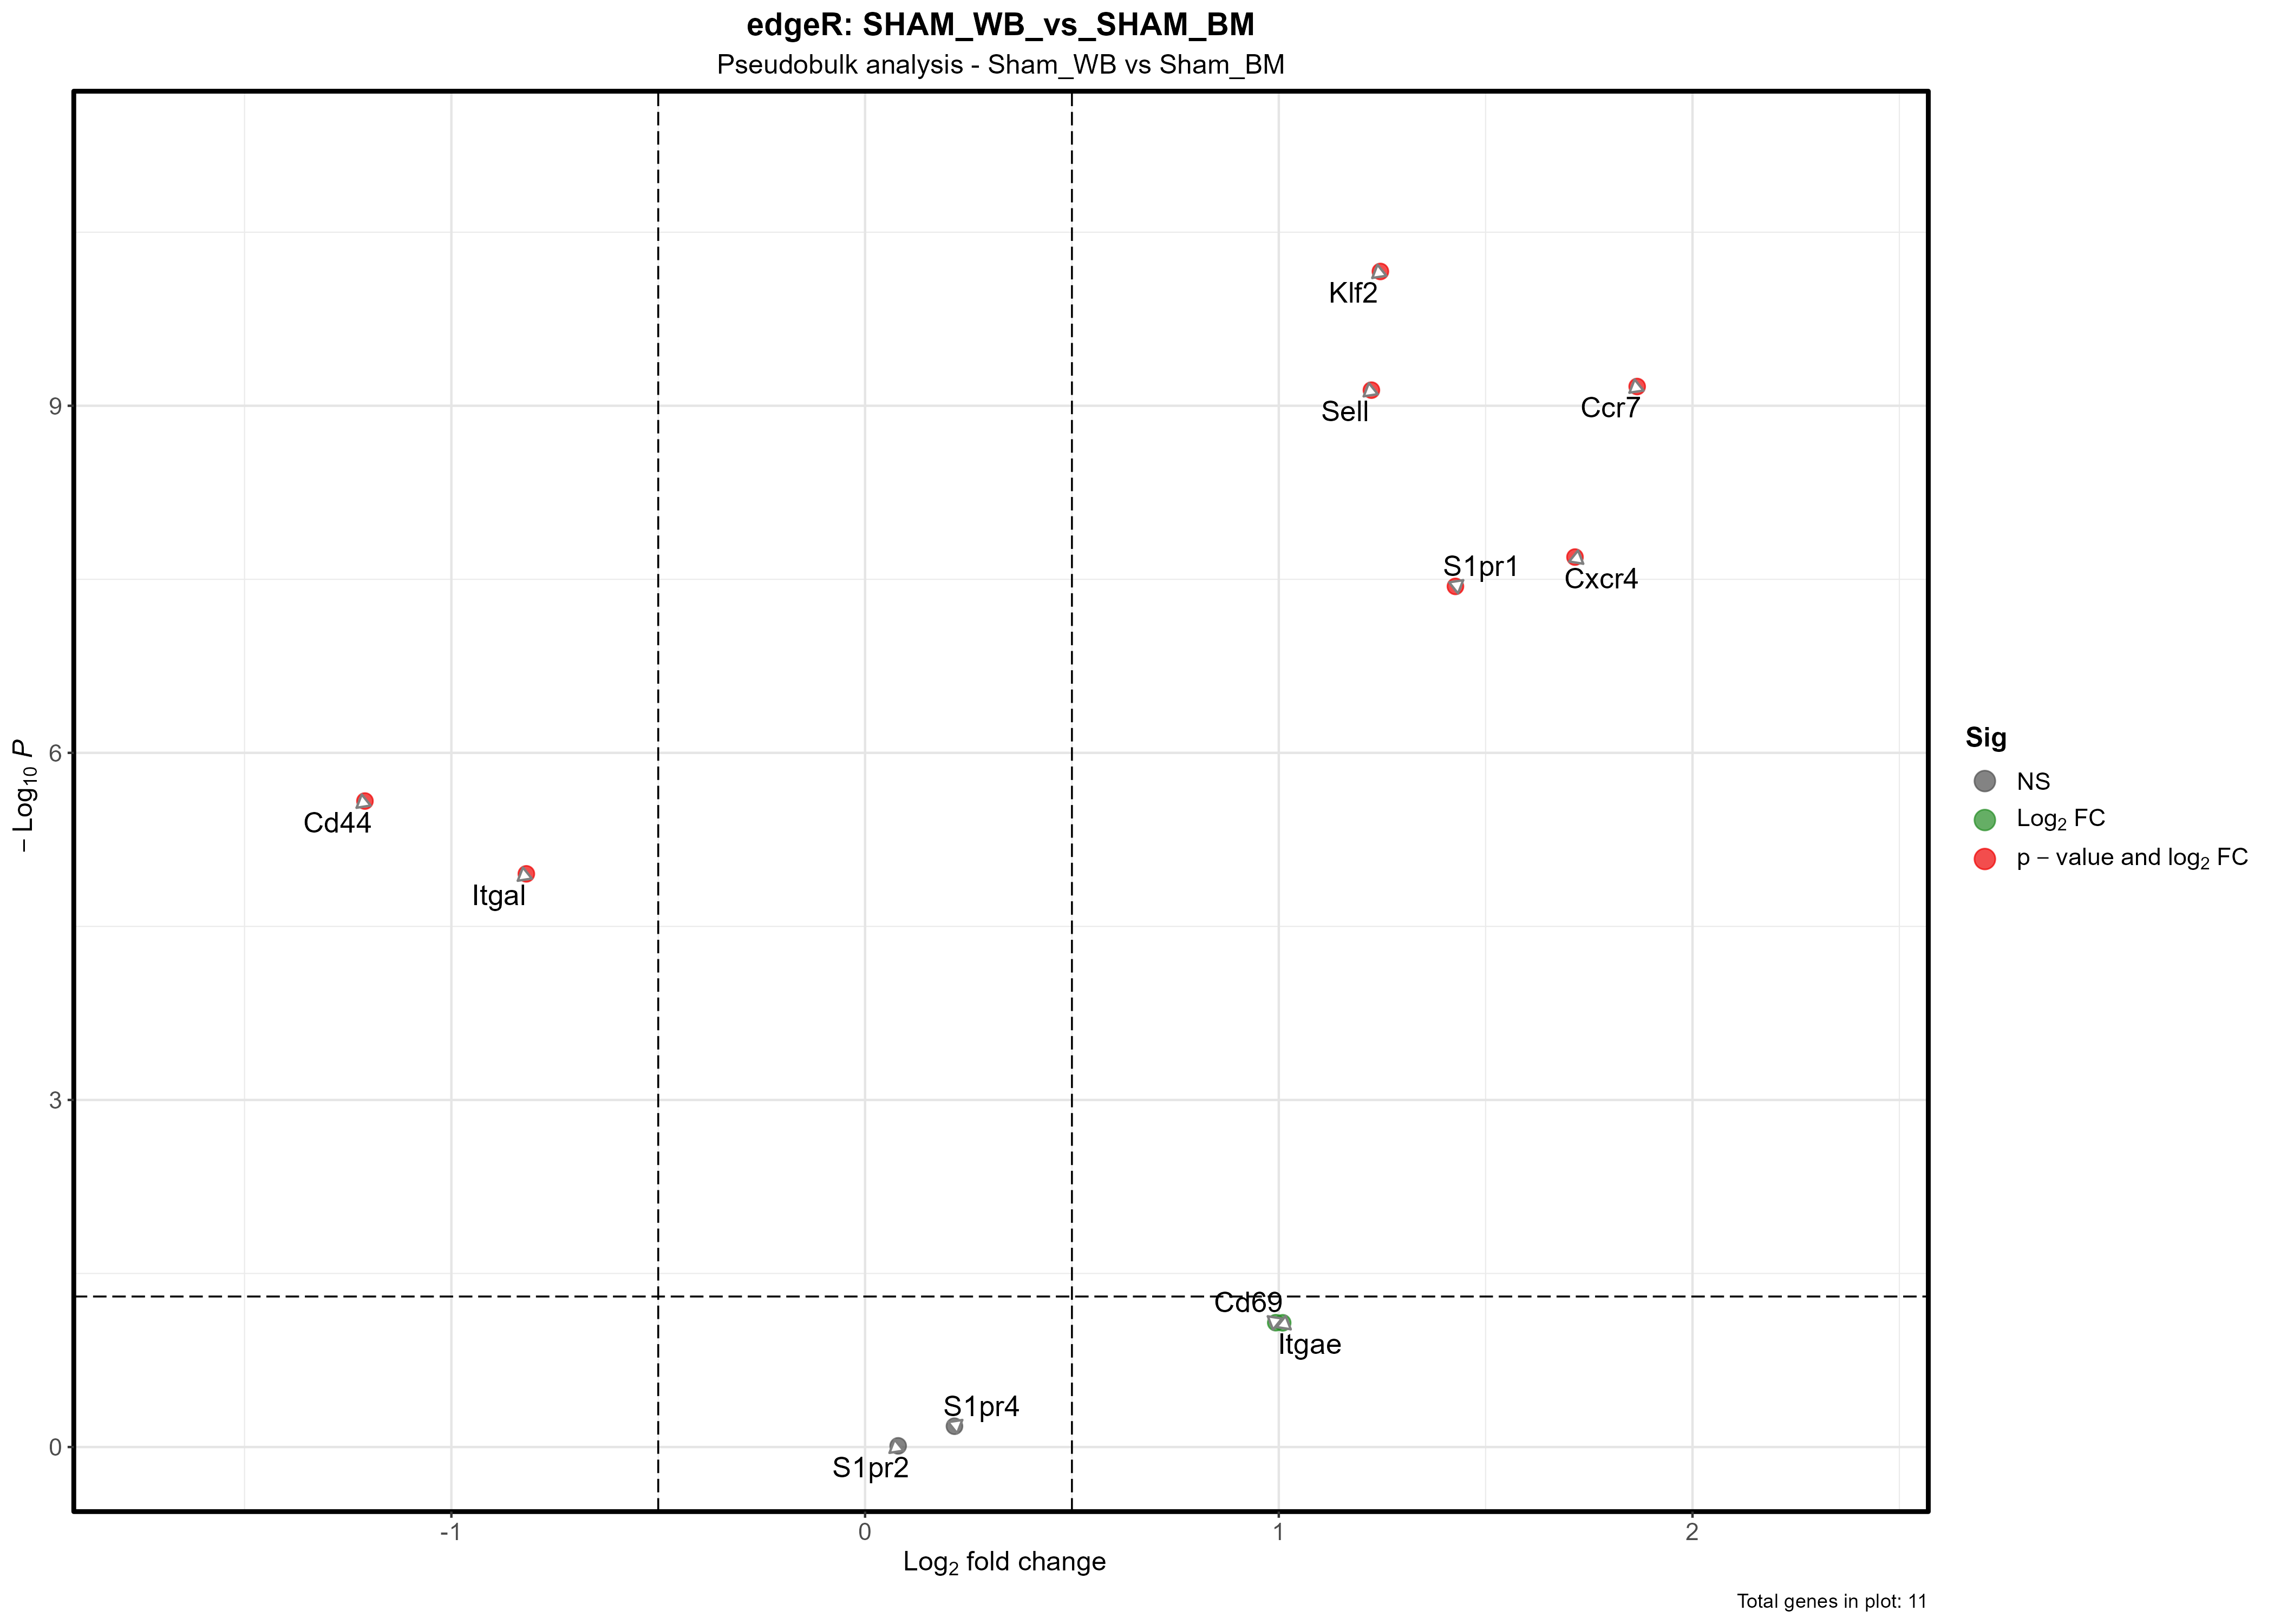 edgeR: SHAM_WB_vs_SHAM_BM
Pseudobulk analysis - Sham_WB vs Sham_BM
Klf2
Sell
Ccr7
S1pr1
Cxcr4
Cd44
Itgal
Cd69
Itgae
S1pr4
S1pr2
9
6
3
0
− Log10 P
-1
0
1
2
Log2 fold change
Sig
NS
Log2 FC
p − value and log2 FC
Total genes in plot: 11